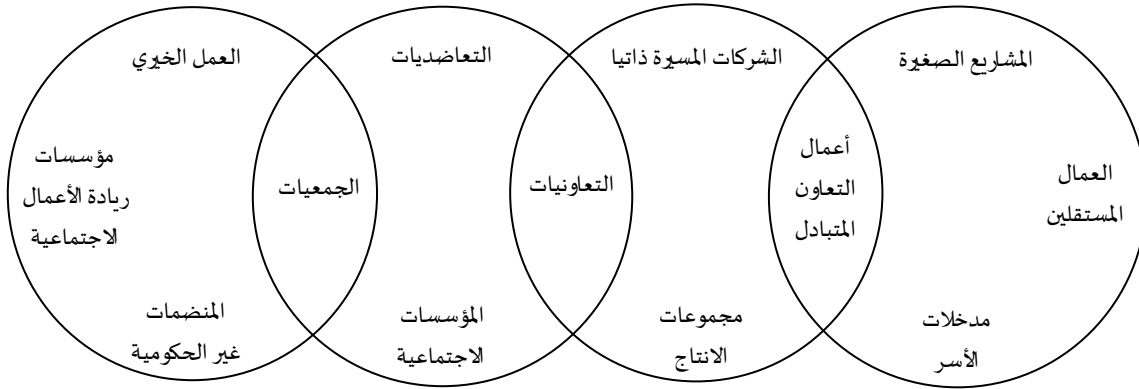 المشاريع الصغيرة
الشركات المسيرة ذاتيا
التعاضديات
العمل الخيري
العمال
المستقلين
أعمال
التعاون
المتبادل
التعاونيات
الجمعيات
مؤسسات
ريادة الأعمال
الاجتماعية
مدخلات
الأسر
مجموعات
الانتاج
المؤسسات
الاجتماعية
المنضمات
غير الحكومية